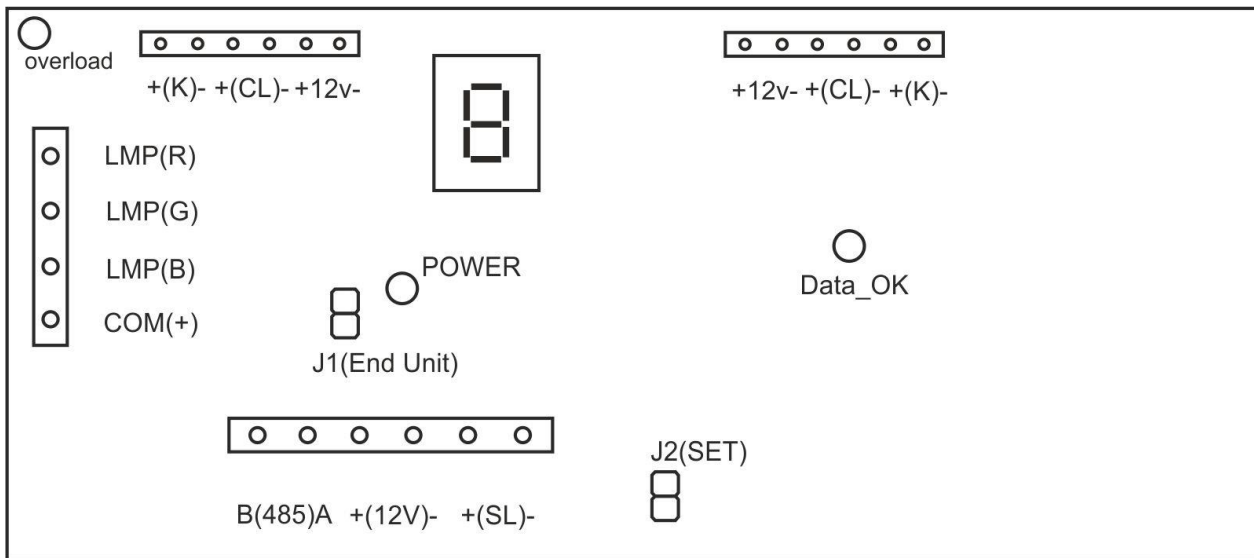 overload
+(K)- +(CL)- +12v-
+12v- +(CL)- +(K)-
8
LMP(R)
LMP(G)
LMP(B)
COM(+)
POWER
Data_OK
J1(End Unit)
J2(SET)
B(485)A +(12V)- +(SL)-